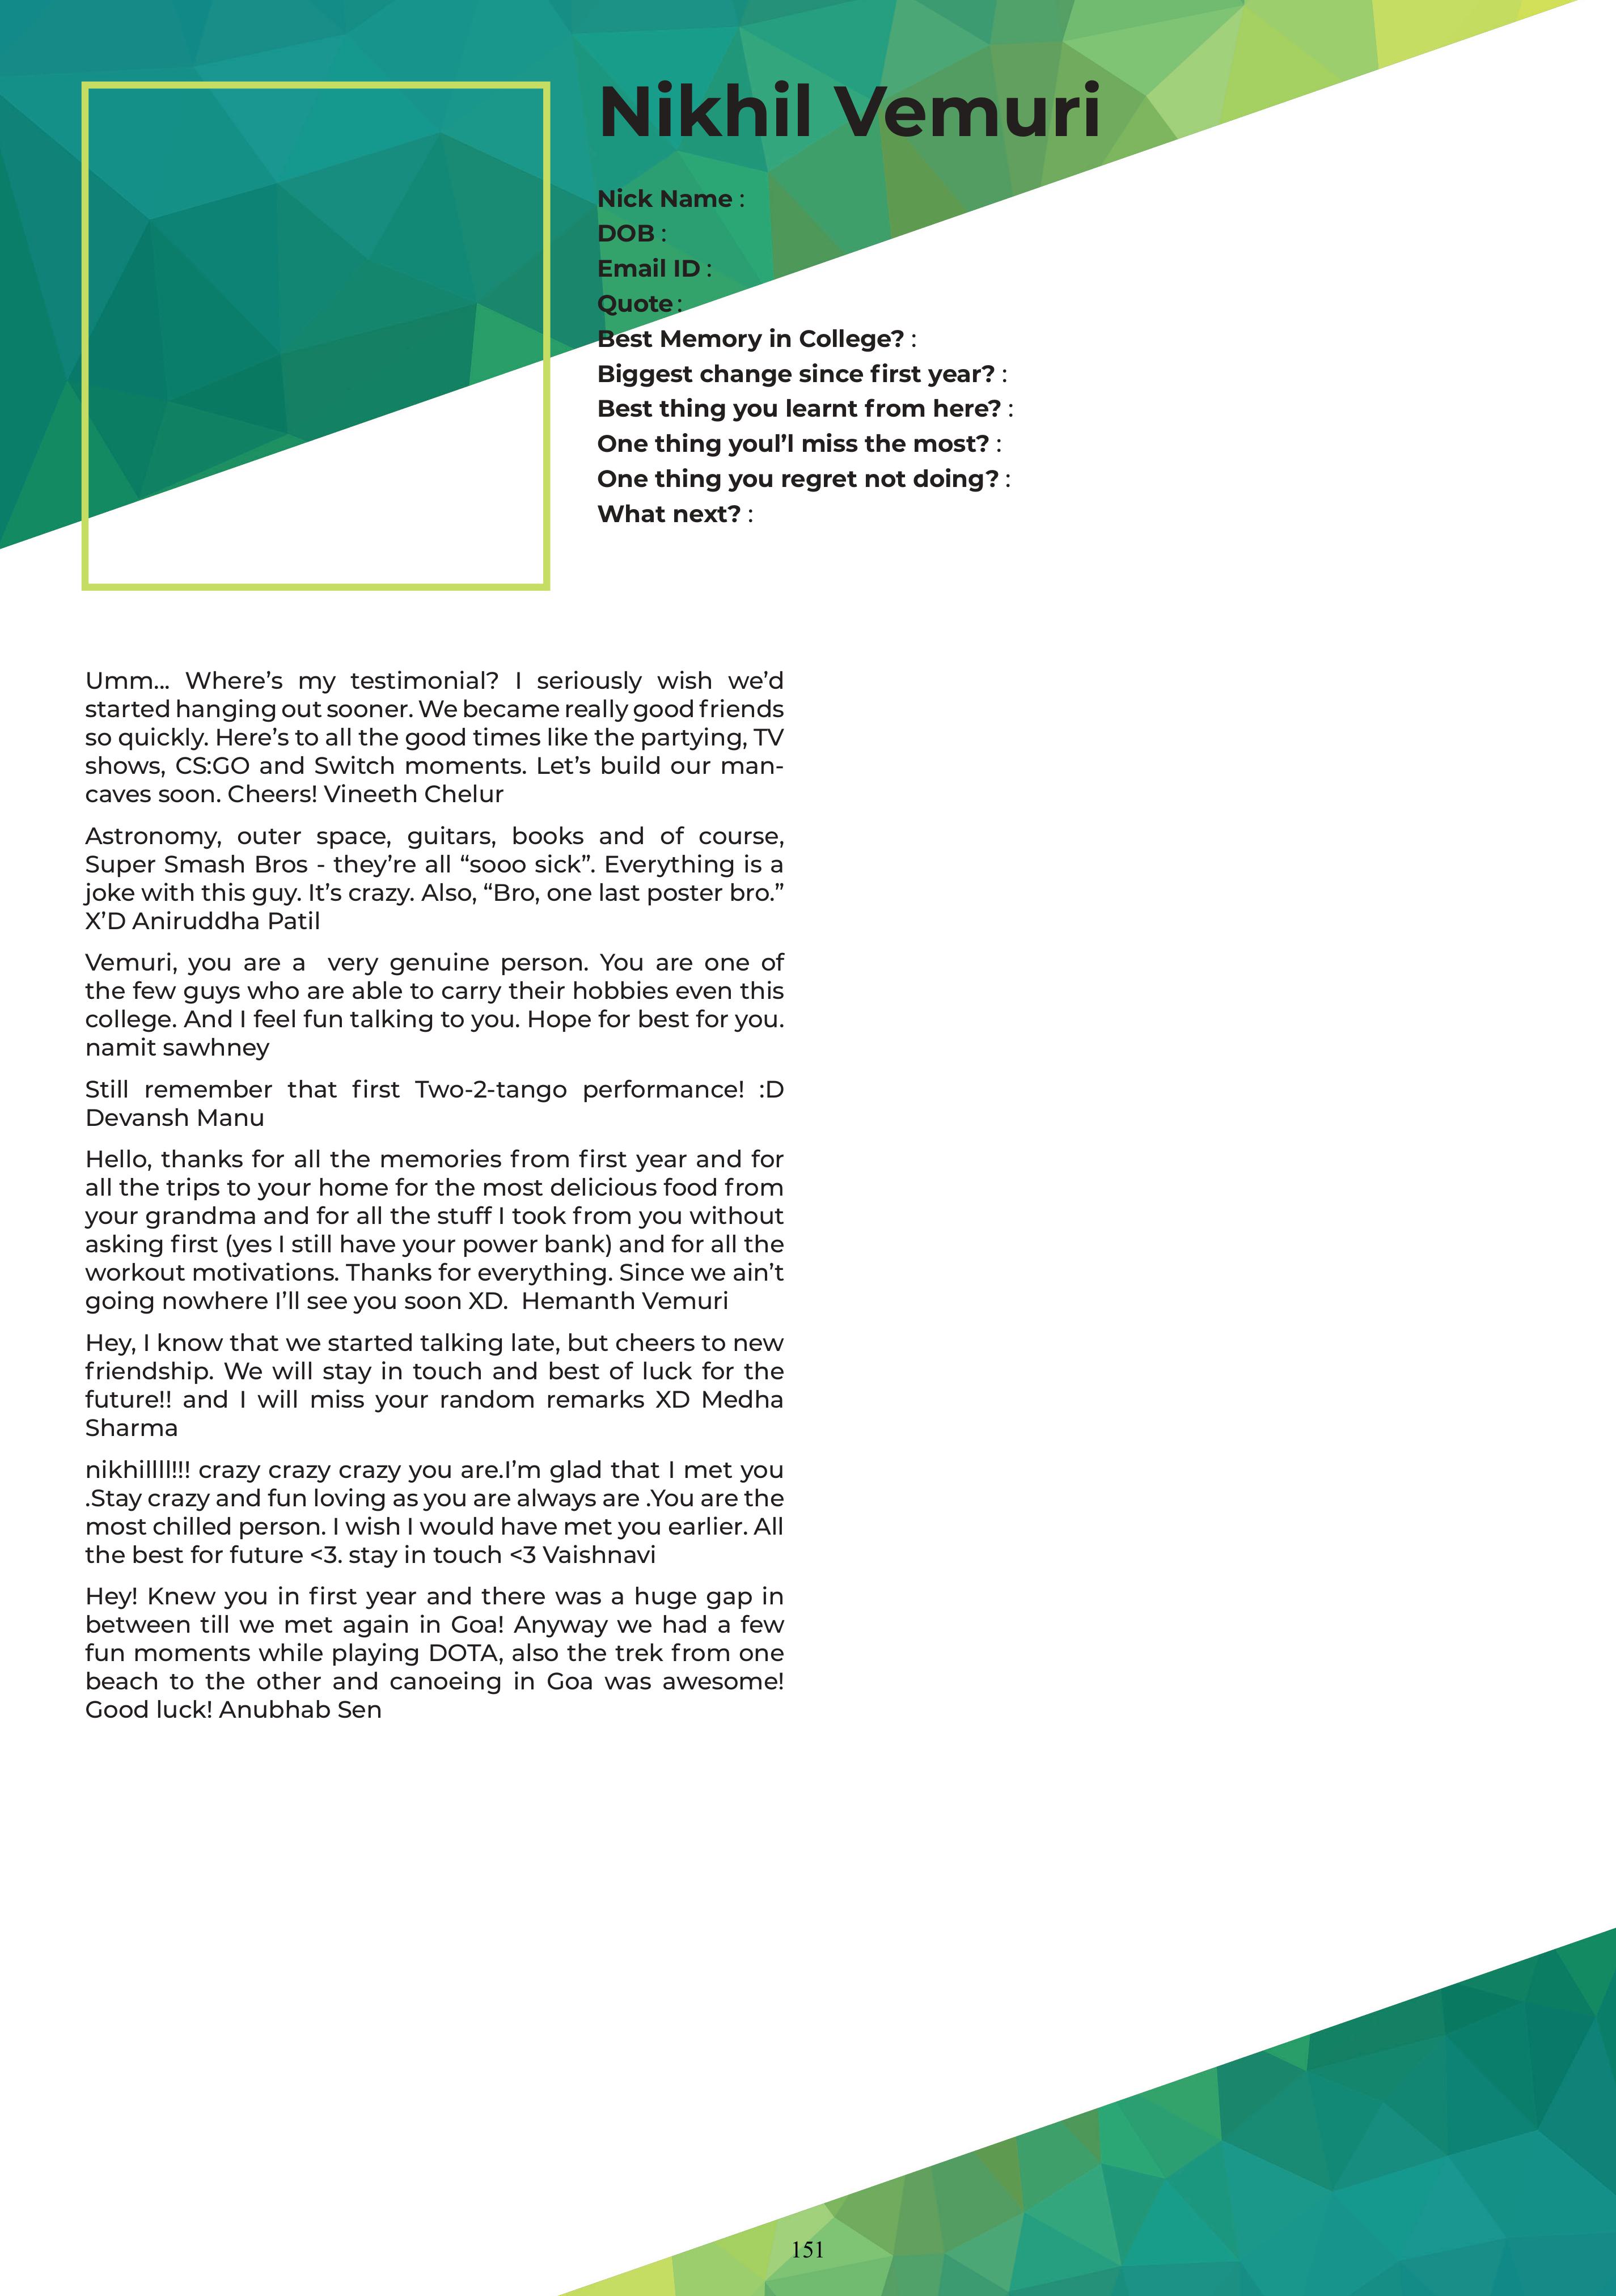 Nikhil Vemuri
Nick Name :
DOB :
Email ID :
Quote :
Best Memory in College? :
Biggest change since first year? :
Best thing you learnt from here? :
One thing youl’l miss the most? :
One thing you regret not doing? :
What next? :
Umm... Where’s my testimonial? I seriously wish we’d
started hanging out sooner. We became really good friends
so quickly. Here’s to all the good times like the partying, TV
shows, CS:GO and Switch moments. Let’s build our man-
caves soon. Cheers! Vineeth Chelur
Astronomy, outer space, guitars, books and of course,
Super Smash Bros - they’re all “sooo sick”. Everything is a
joke with this guy. It’s crazy. Also, “Bro, one last poster bro.”
X’D Aniruddha Patil
Vemuri, you are a  very genuine person. You are one of
the few guys who are able to carry their hobbies even this
college. And I feel fun talking to you. Hope for best for you.
namit sawhney
Still remember that first Two-2-tango performance! :D
Devansh Manu
Hello, thanks for all the memories from first year and for
all the trips to your home for the most delicious food from
your grandma and for all the stuff I took from you without
asking first (yes I still have your power bank) and for all the
workout motivations. Thanks for everything. Since we ain’t
going nowhere I’ll see you soon XD.  Hemanth Vemuri
Hey, I know that we started talking late, but cheers to new
friendship. We will stay in touch and best of luck for the
future!! and I will miss your random remarks XD Medha
Sharma
nikhillll!!! crazy crazy crazy you are.I’m glad that I met you
.Stay crazy and fun loving as you are always are .You are the
most chilled person. I wish I would have met you earlier. All
the best for future <3. stay in touch <3 Vaishnavi
Hey! Knew you in first year and there was a huge gap in
between till we met again in Goa! Anyway we had a few
fun moments while playing DOTA, also the trek from one
beach to the other and canoeing in Goa was awesome!
Good luck! Anubhab Sen
151